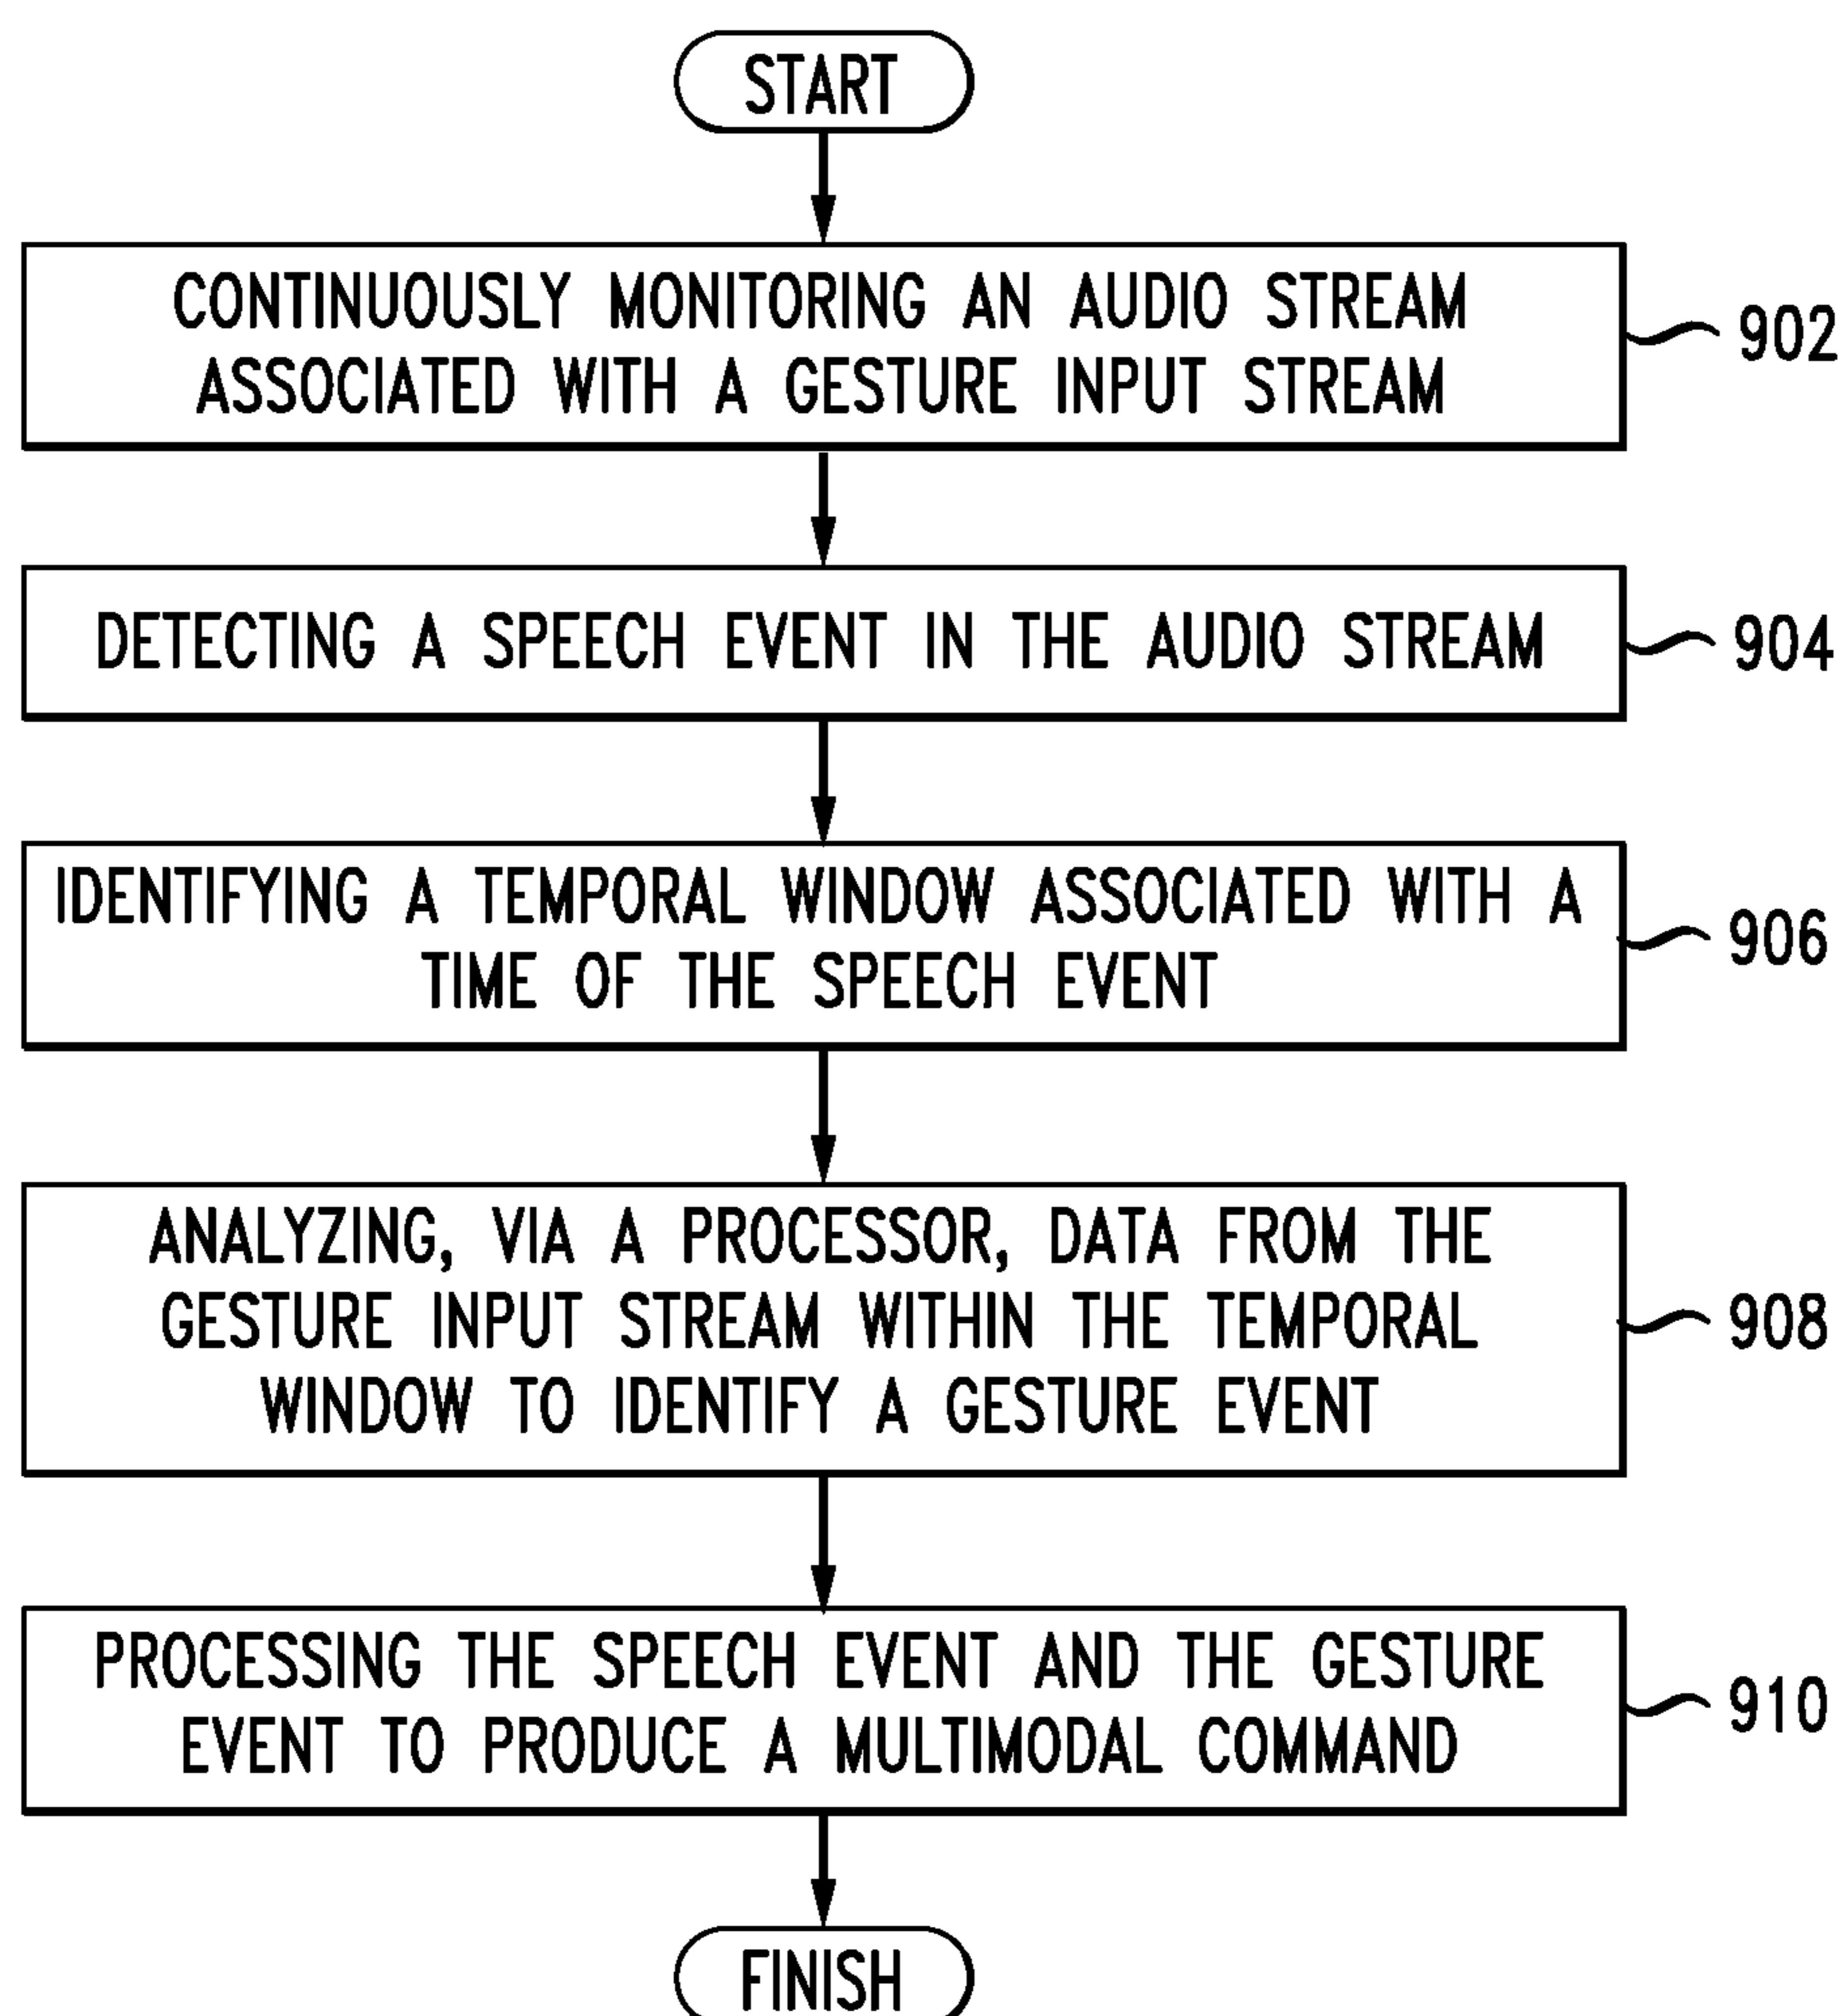 START
CONTINUOUSLY MONITORING AN AUDIO STREAM
ASSOCIATED WITH A GESTURE INPUT STREAM
902
DETECTING A SPEECH EVENT IN THE AUDIO STREAM
904
IDENTIFYING A TEMPORAL WINDOW ASSOCIATED WITH A
TIME OF THE SPEECH EVENT
906
ANALYZING, VIA A PROCESSOR, DATA FROM THE
GESTURE INPUT STREAM WITHIN THE TEMPORAL
WINDOW TO IDENTIFY A GESTURE EVENT
908
PROCESSING THE SPEECH EVENT AND THE GESTURE
EVENT TO PRODUCE A MULTIMODAL COMMAND
910
FINISH